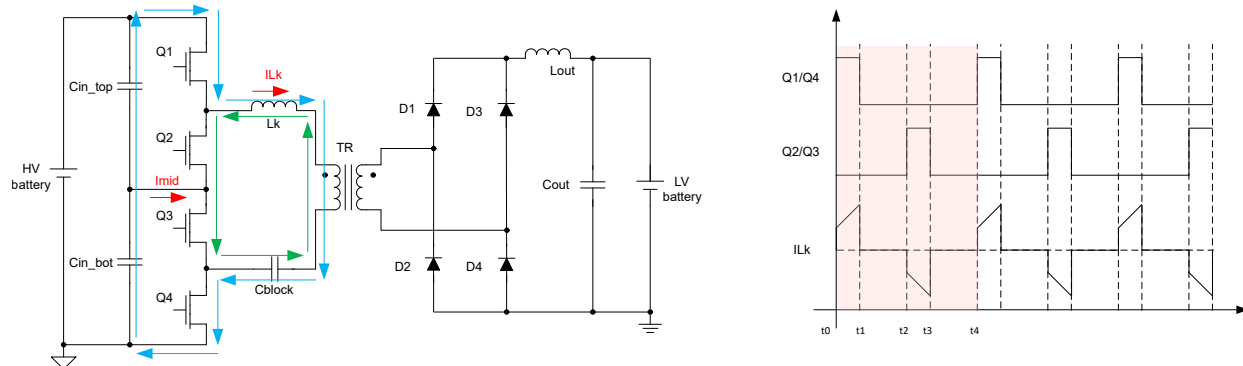 Q1
ILk
Lout
Cin_top
Lk
D1
D3
Q2
TR
HV
battery
Imid
Cout
LV
battery
Q3
Cin_bot
D2
D4
Cblock
Q4
Q1/Q4
Q2/Q3
ILk
t0 t1 t2 t3 t4